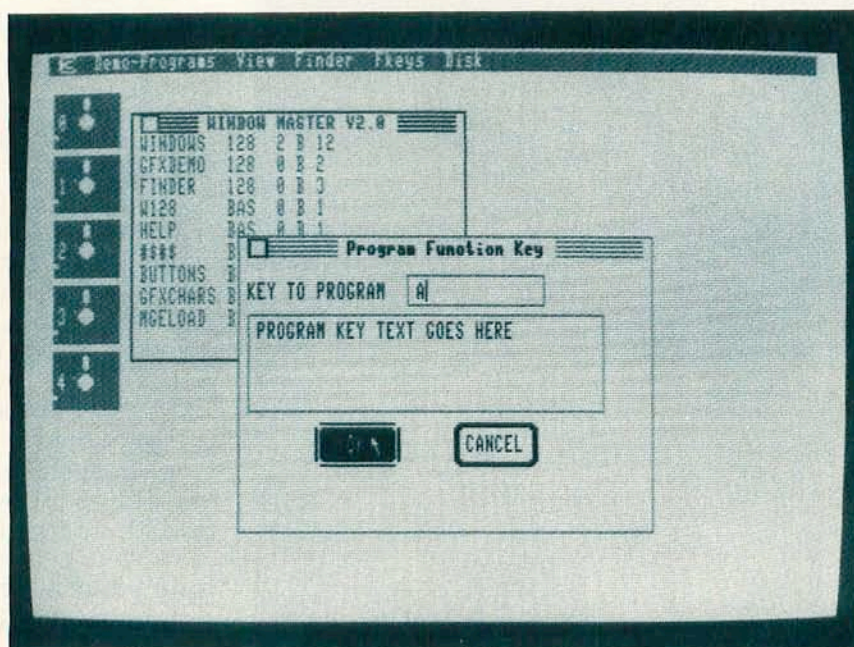 Demo-Programs View Finder Fkeys Disk
0
1
2
3
4
WINDOW MASTER V2.0
WINDOWS 128 2 B 12
GFXDEMO 128 0 B 2
FINDER 128 0 B 3
W128 BAS 0 B 1
HELP BAS 0 B 1
#$#$ B
BUTTONS B
GFXCHARS B
MGELOAD B
Program Function Key
KEY TO PROGRAM A
PROGRAM KEY TEXT GOES HERE
CANCEL